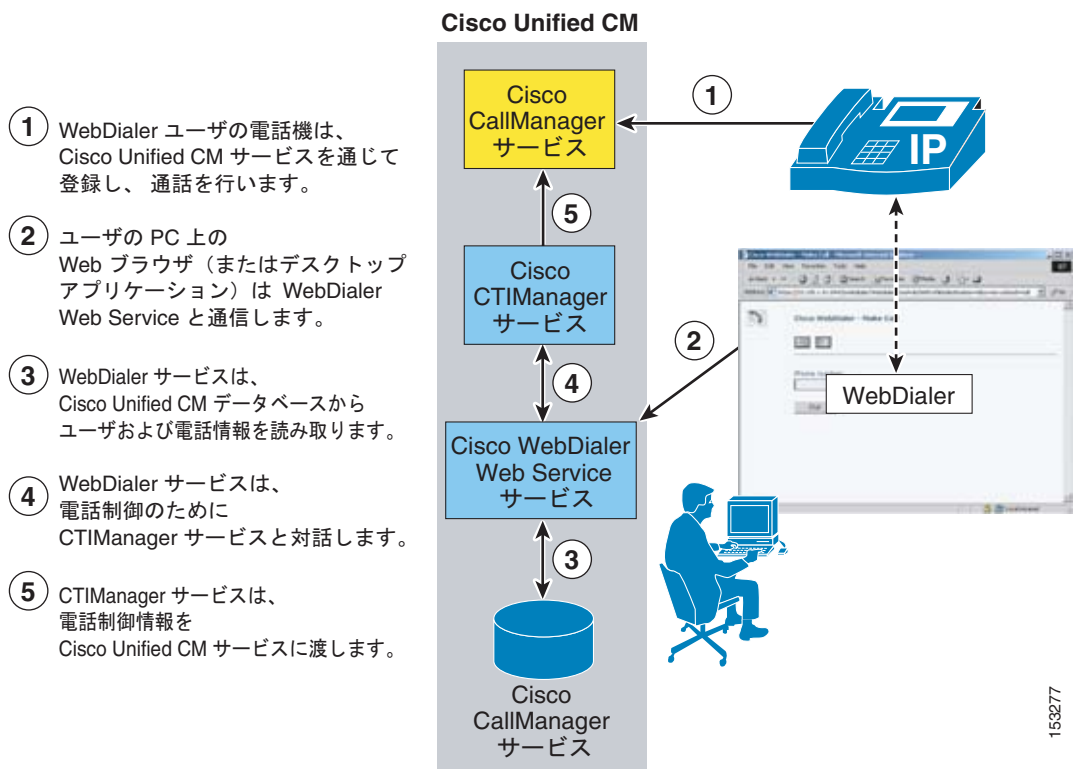 Cisco Unified CM
1 WebDialer ユーザの電話機は、
Cisco Unified CM サービスを通じて
登録し、 通話を行います。
2 ユーザの PC 上の
Web ブラウザ（またはデスクトップ
アプリケーション）は WebDialer
Web Service と通信します。
3 WebDialer サービスは、
Cisco Unified CM データベースから
ユーザおよび電話情報を読み取ります。
4 WebDialer サービスは、
電話制御のために
CTIManager サービスと対話します。
5 CTIManager サービスは、
電話制御情報を
Cisco Unified CM サービスに渡します。
Cisco
CallManager
サービス
5
Cisco
CTIManager
サービス
4
Cisco WebDialer
Web Service
サービス
3
Cisco
CallManager
サービス
1
IP
2
Cisco WebDialer - Make Call
Phone number
WebDialer
153277